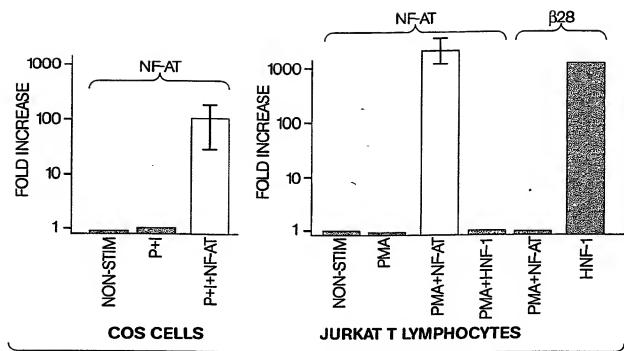 NF-AT
FOLD INCREASE
1000
100
10
1
NON-STIM
P+I
P+I+NF-AT
COS CELLS
NF-AT
β28
FOLD INCREASE
1000
100
10
1
NON-STIM
PMA
PMA+NF-AT
PMA+HNF-1
PMA+NF-AT
HNF-1
JURKAT T LYMPHOCYTES